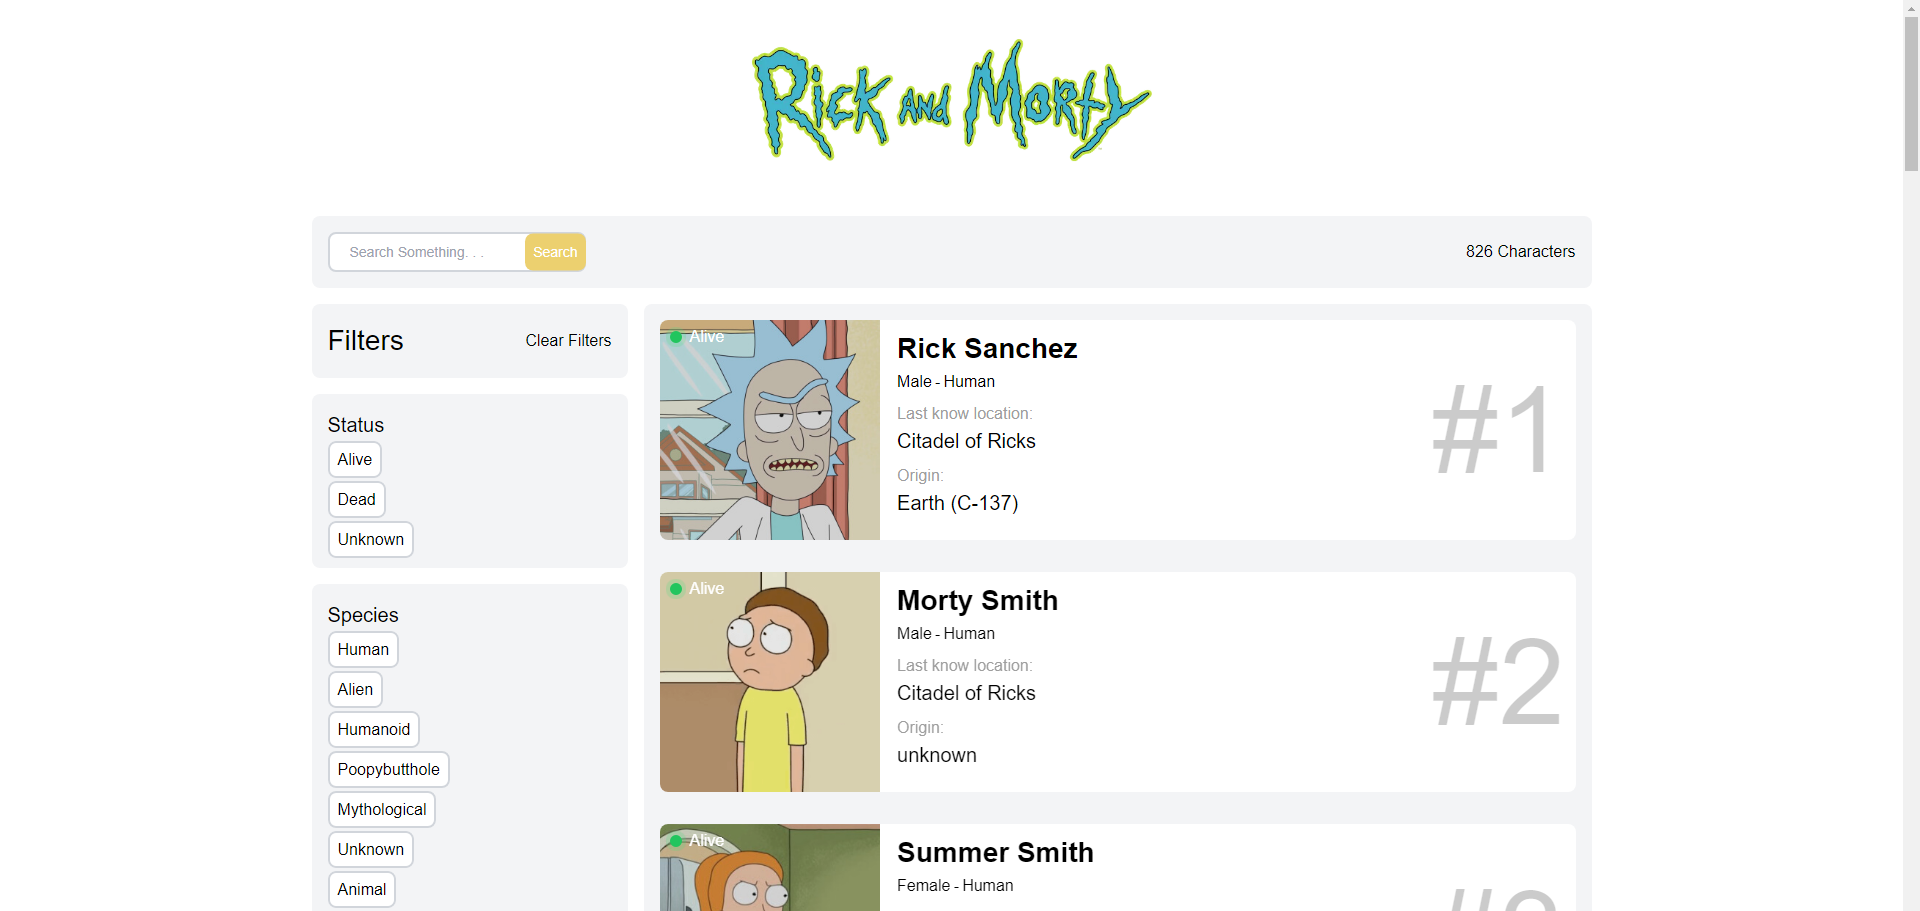 Rick and Morty
Search Something. . .
Search
826 Characters
Filters
Clear Filters
Status
Alive
Dead
Unknown
Species
Human
Alien
Humanoid
Poopybutthole
Mythological
Unknown
Animal
Alive
Rick Sanchez
Male - Human
Last know location:
Citadel of Ricks
Origin:
Earth (C-137)
#1
Alive
Morty Smith
Male - Human
Last know location:
Citadel of Ricks
Origin:
unknown
#2
Alive
Summer Smith
Female - Human
#3